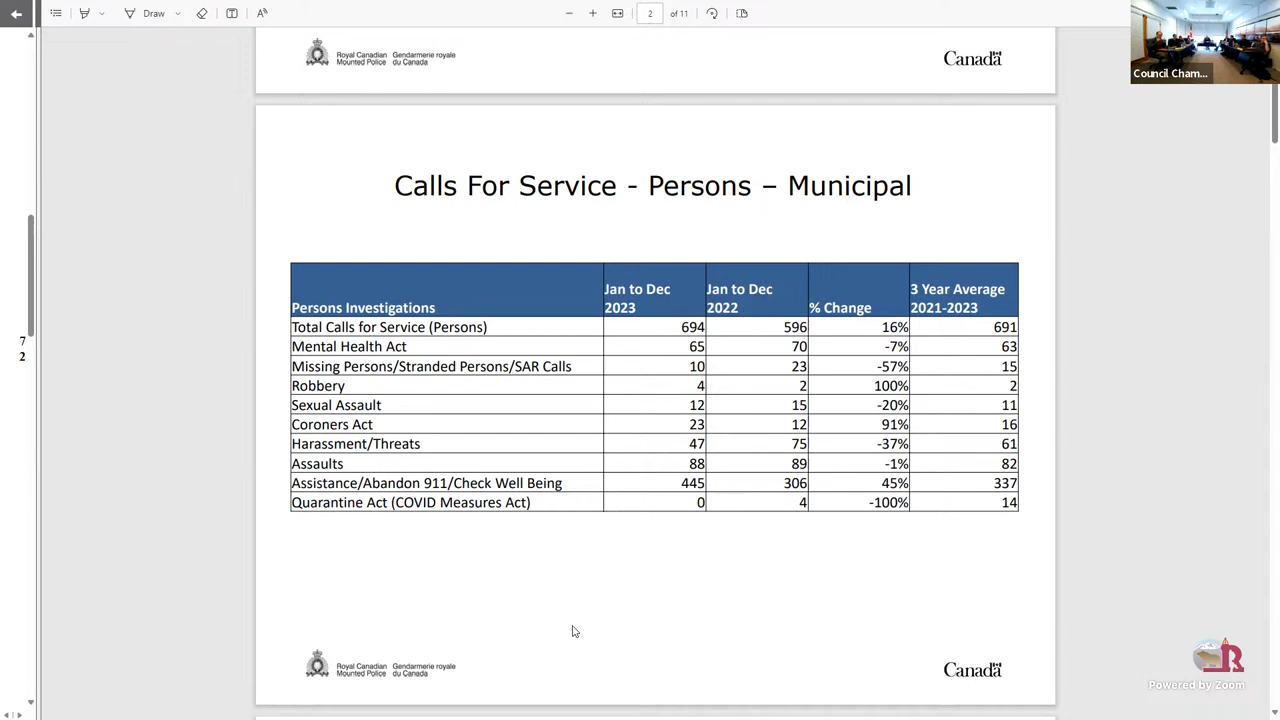 Draw
2 of 11
Council Cham...
Royal Canadian Gendarmerie royale
Mounted Police du Canada
Canada
Calls For Service - Persons – Municipal
Persons Investigations Jan to Dec 2023 Jan to Dec 2022 % Change 3 Year Average 2021-2023
Total Calls for Service (Persons) 694 596 16% 691
Mental Health Act 65 70 -7% 63
Missing Persons/Stranded Persons/SAR Calls 10 23 -57% 15
Robbery 4 2 100% 2
Sexual Assault 12 15 -20% 11
Coroners Act 23 12 91% 16
Harassment/Threats 47 75 -37% 61
Assaults 88 89 -1% 82
Assistance/Abandon 911/Check Well Being 445 306 45% 337
Quarantine Act (COVID Measures Act) 0 4 -100% 14
7
2
Royal Canadian Gendarmerie royale
Mounted Police du Canada
Canada
R
Powered by Zoom